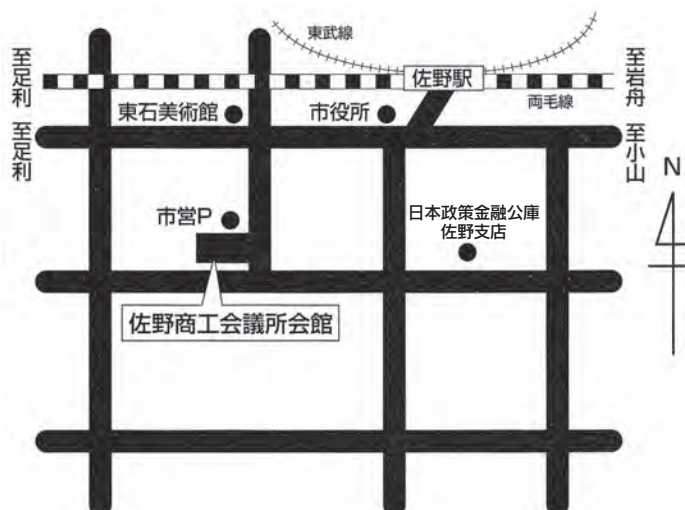 東武線
至足利
佐野駅
至岩舟
両毛線
東石美術館
市役所
至足利
至小山
N
市営P
日本政策金融公庫
佐野支店
佐野商工会議所会館